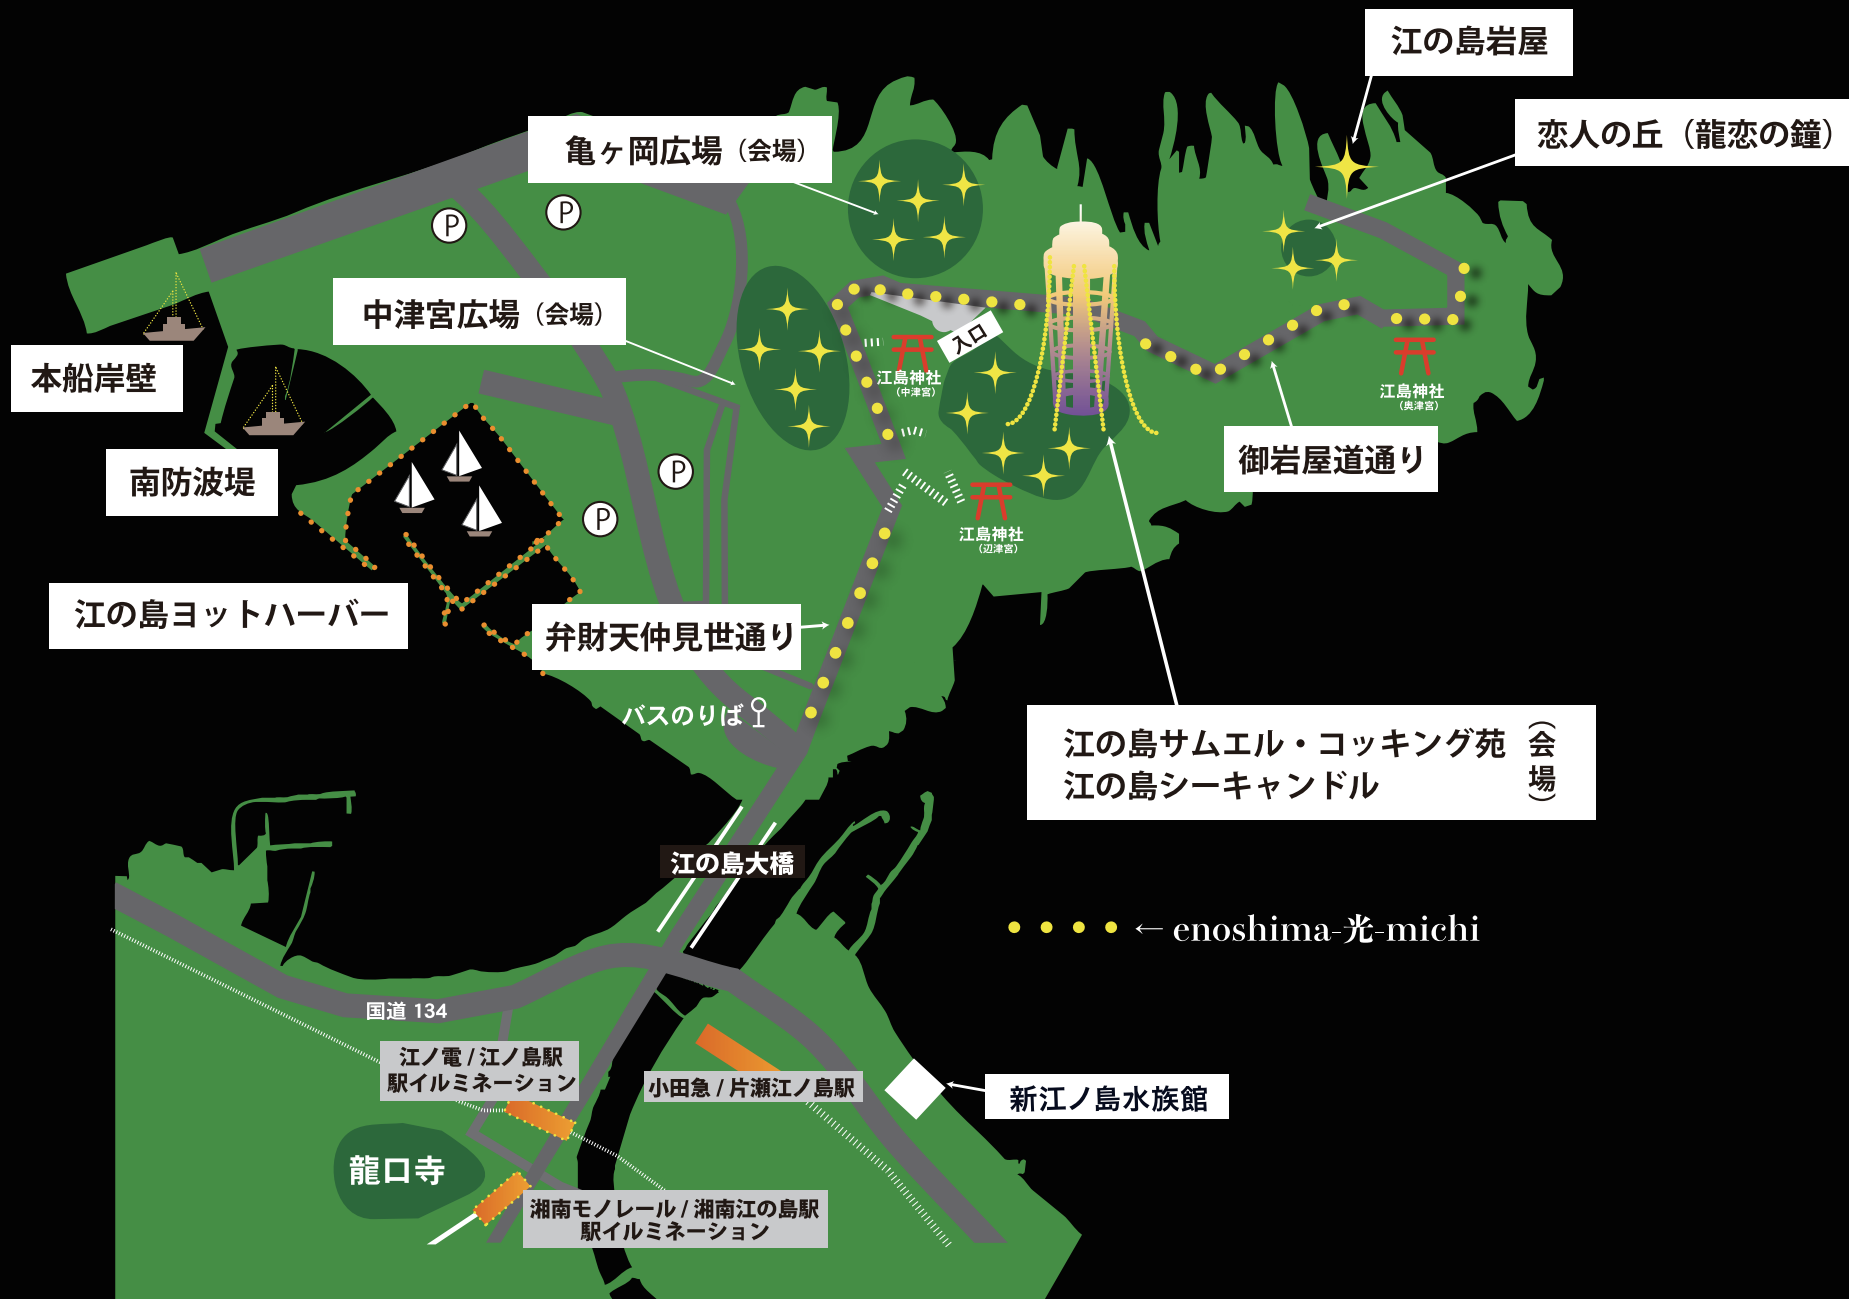 江の島岩屋
恋人の丘（龍恋の鐘）
亀ヶ岡広場（会場）
P
P
中津宮広場（会場）
本船岸壁
入口
江島神社
（中津宮）
江島神社
（奥津宮）
南防波堤
御岩屋道通り
P
P
江島神社
（辺津宮）
江の島ヨットハーバー
弁財天仲見世通り
バスのりば
江の島サムエル・コッキング苑
江の島シーキャンドル
（会場）
江の島大橋
←enoshima-光-michi
国道 134
江ノ電 / 江ノ島駅
駅イルミネーション
小田急 / 片瀬江ノ島駅
新江ノ島水族館
龍口寺
湘南モノレール / 湘南江の島駅
駅イルミネーション